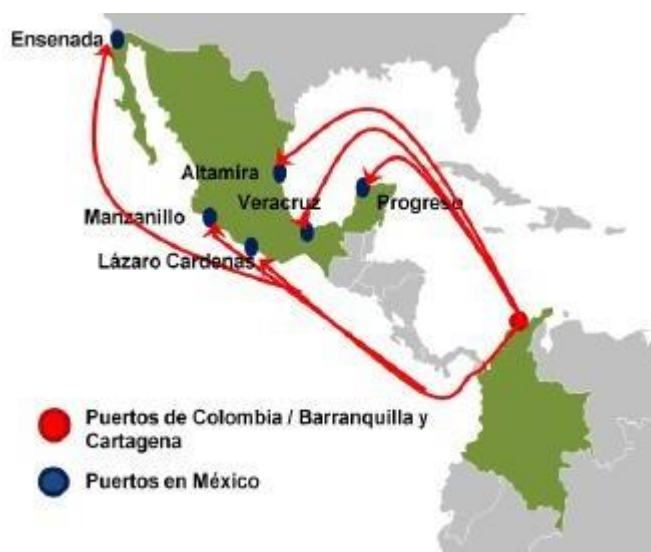 Ensenada
Altamira
Veracruz
Progreso
Manzanillo
Lázaro Cardenas
Puertos de Colombia / Barranquilla y
Cartagena
Puertos en México